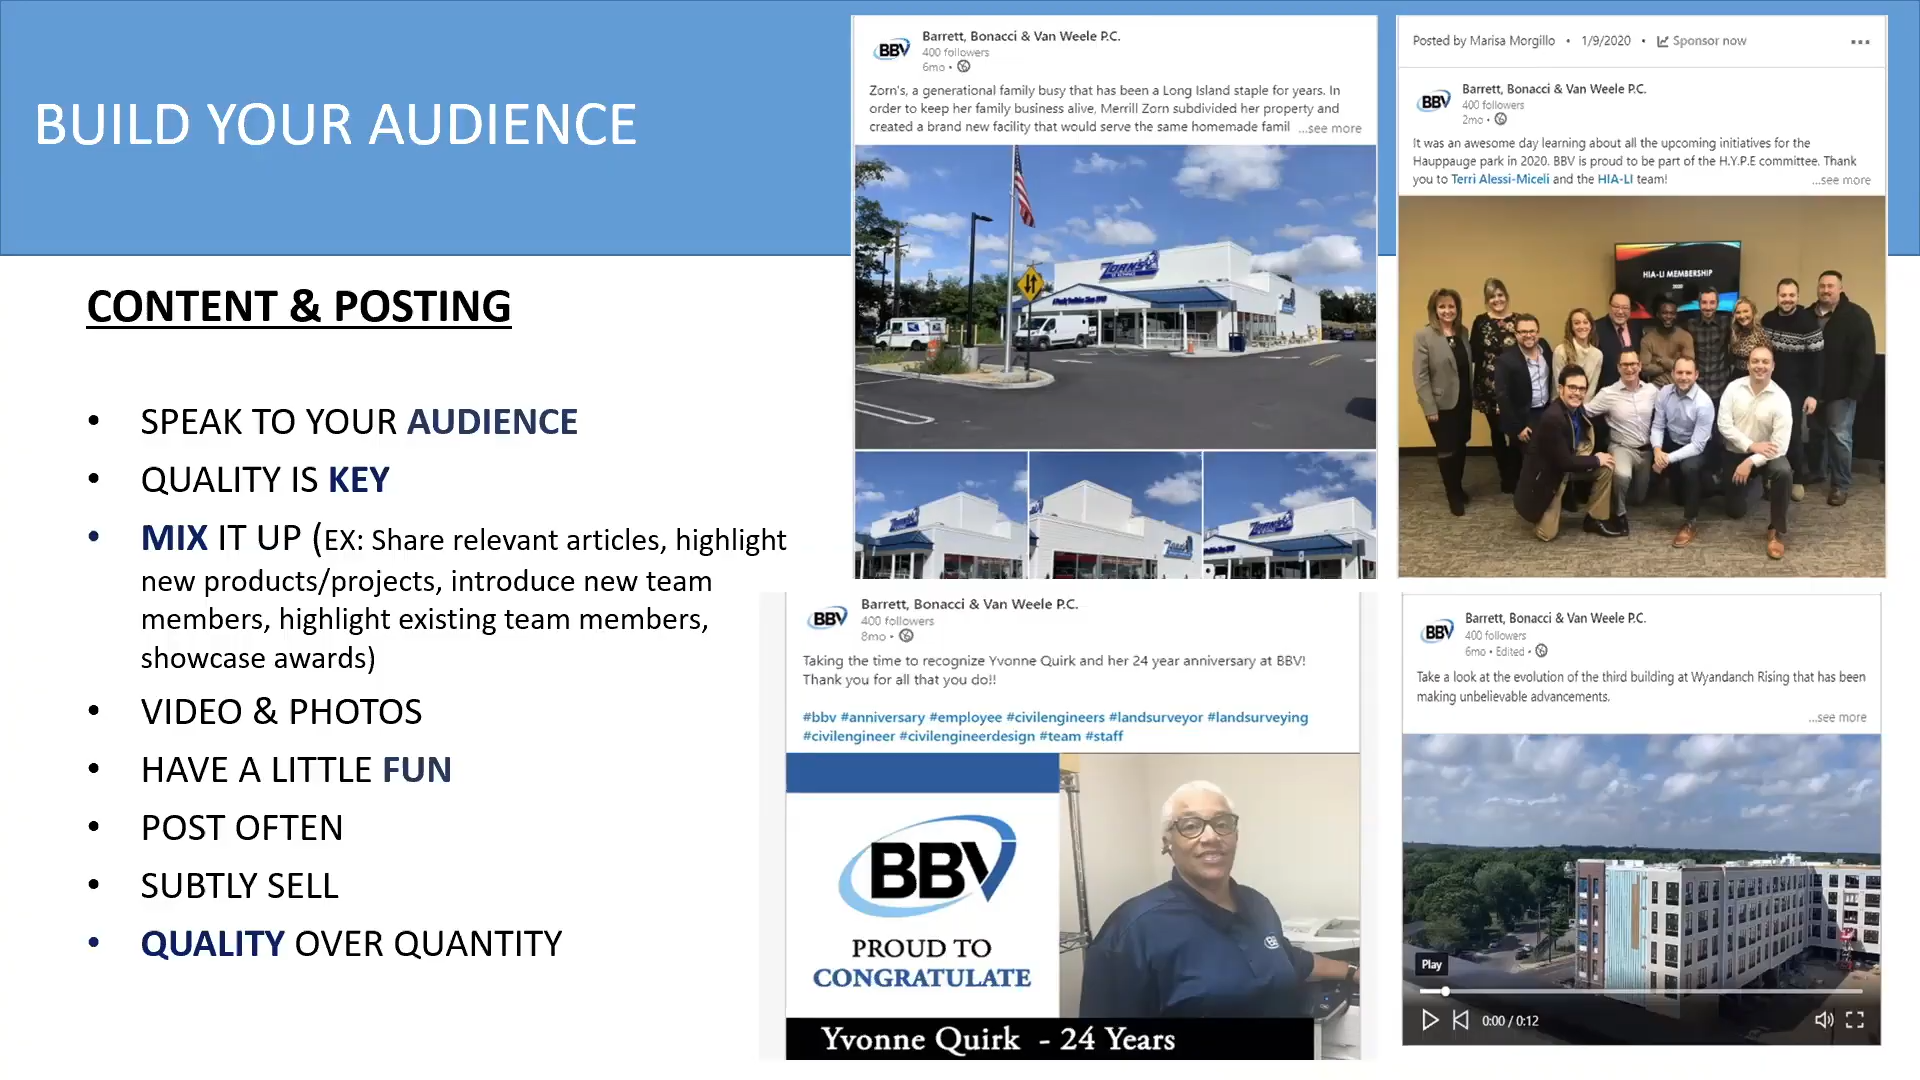 BUILD YOUR AUDIENCE
CONTENT & POSTING
• SPEAK TO YOUR AUDIENCE
• QUALITY IS KEY
• MIX IT UP (EX: Share relevant articles, highlight
new products/projects, introduce new team
members, highlight existing team members,
showcase awards)
• VIDEO & PHOTOS
• HAVE A LITTLE FUN
• POST OFTEN
• SUBTLY SELL
• QUALITY OVER QUANTITY
BBV
Barrett, Bonacci & Van Weele P.C.
400 followers
6mo •
Zorn's, a generational family busy that has been a Long Island staple for years. In
order to keep her family business alive, Merrill Zorn subdivided her property and
created a brand new facility that would serve the same homemade famil ...see more
ZORN'S
Posted by Marisa Morgillo • 1/9/2020 • Sponsor now
BBV
Barrett, Bonacci & Van Weele P.C.
400 followers
2mo •
It was an awesome day learning about all the upcoming initiatives for the
Hauppauge park in 2020. BBV is proud to be part of the H.Y.P.E committee. Thank
you to Terri Alessi-Miceli and the HIA-LI team! ...see more
HIA-LI MEMBERSHIP
2020
BBV
Barrett, Bonacci & Van Weele P.C.
400 followers
8mo •
Taking the time to recognize Yvonne Quirk and her 24 year anniversary at BBV!
Thank you for all that you do!!
#bbv #anniversary #employee #civilengineers #landsurveyor #landsurveying
#civilengineer #civilengineerdesign #team #staff
BBV
PROUD TO
CONGRATULATE
Yvonne Quirk - 24 Years
BBV
Barrett, Bonacci & Van Weele P.C.
400 followers
6mo • Edited •
Take a look at the evolution of the third building at Wyandanch Rising that has been
making unbelievable advancements.
...see more
Play
0:00 / 0:12